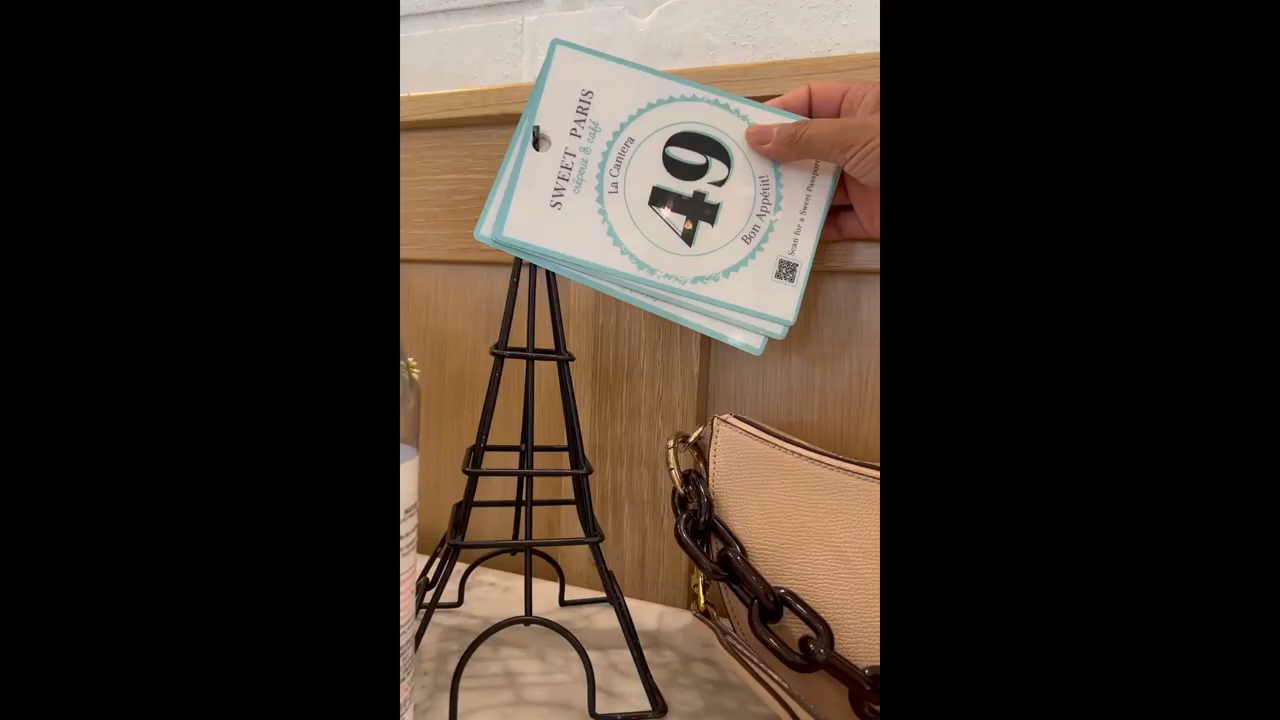 SWEET PARIS
crêperie & café
La Cantera
49
Bon Appétit!
Scan for a Sweet Passport